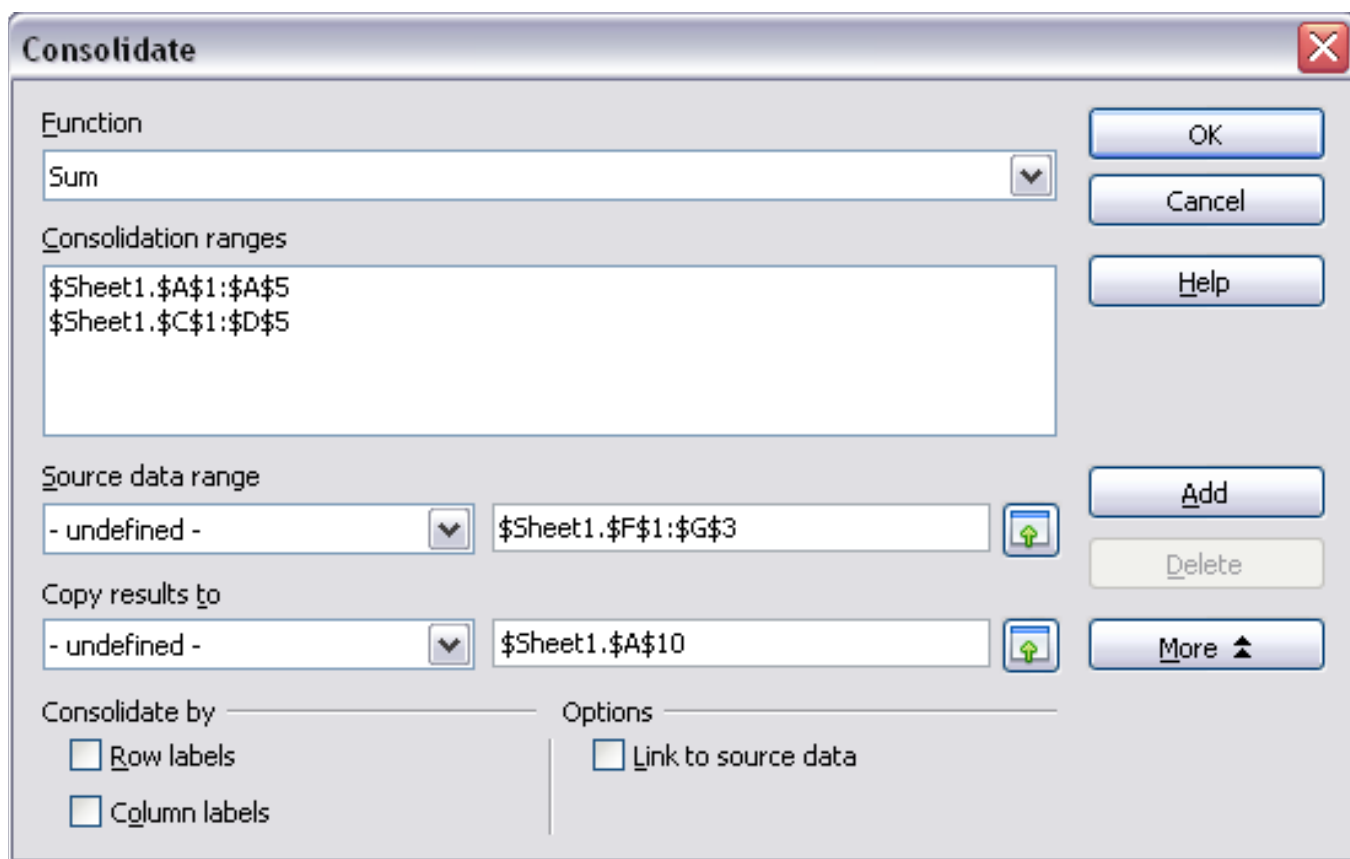 Consolidate
Function
OK
Sum
Cancel
Consolidation ranges
$Sheet1.$A$1:$A$5
$Sheet1.$C$1:$D$5
Help
Source data range
Add
- undefined -
$Sheet1.$F$1:$G$3
Delete
Copy results to
- undefined -
$Sheet1.$A$10
More
Consolidate by
Options
Row labels
Link to source data
Column labels